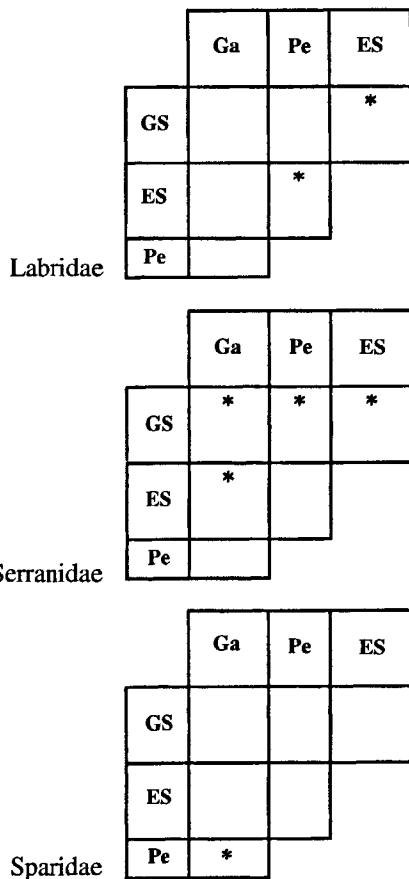 Ga Pe ES
GS *
ES *
Pe
Labridae
Ga Pe ES
GS * * *
ES *
Pe
Serranidae
Ga Pe ES
GS
ES
Pe *
Sparidae